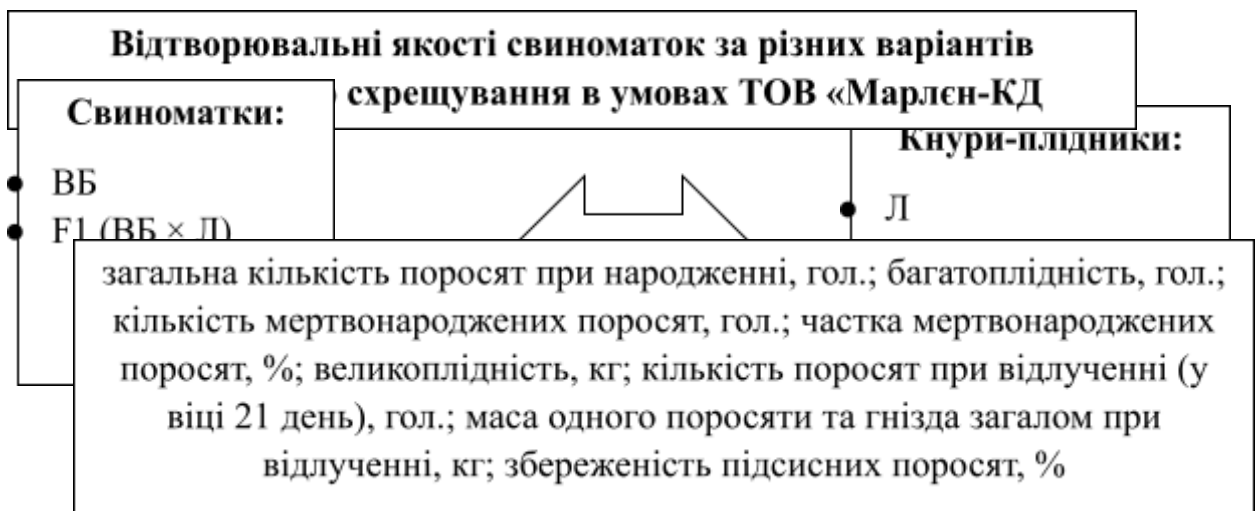 Відтворювальні якості свиноматок за різних варіантів
схрещування в умовах ТОВ «Марлєн-КД
Свиноматки:
• ВБ
• F1 (ВБ × Л)
Кнури-плідники:
• Л
загальна кількість поросят при народженні, гол.; багатоплідність, гол.;
кількість мертвонароджених поросят, гол.; частка мертвонароджених
поросят, %; великоплідність, кг; кількість поросят при відлученні (у
віці 21 день), гол.; маса одного поросяти та гнізда загалом при
відлученні, кг; збереженість підсисних поросят, %